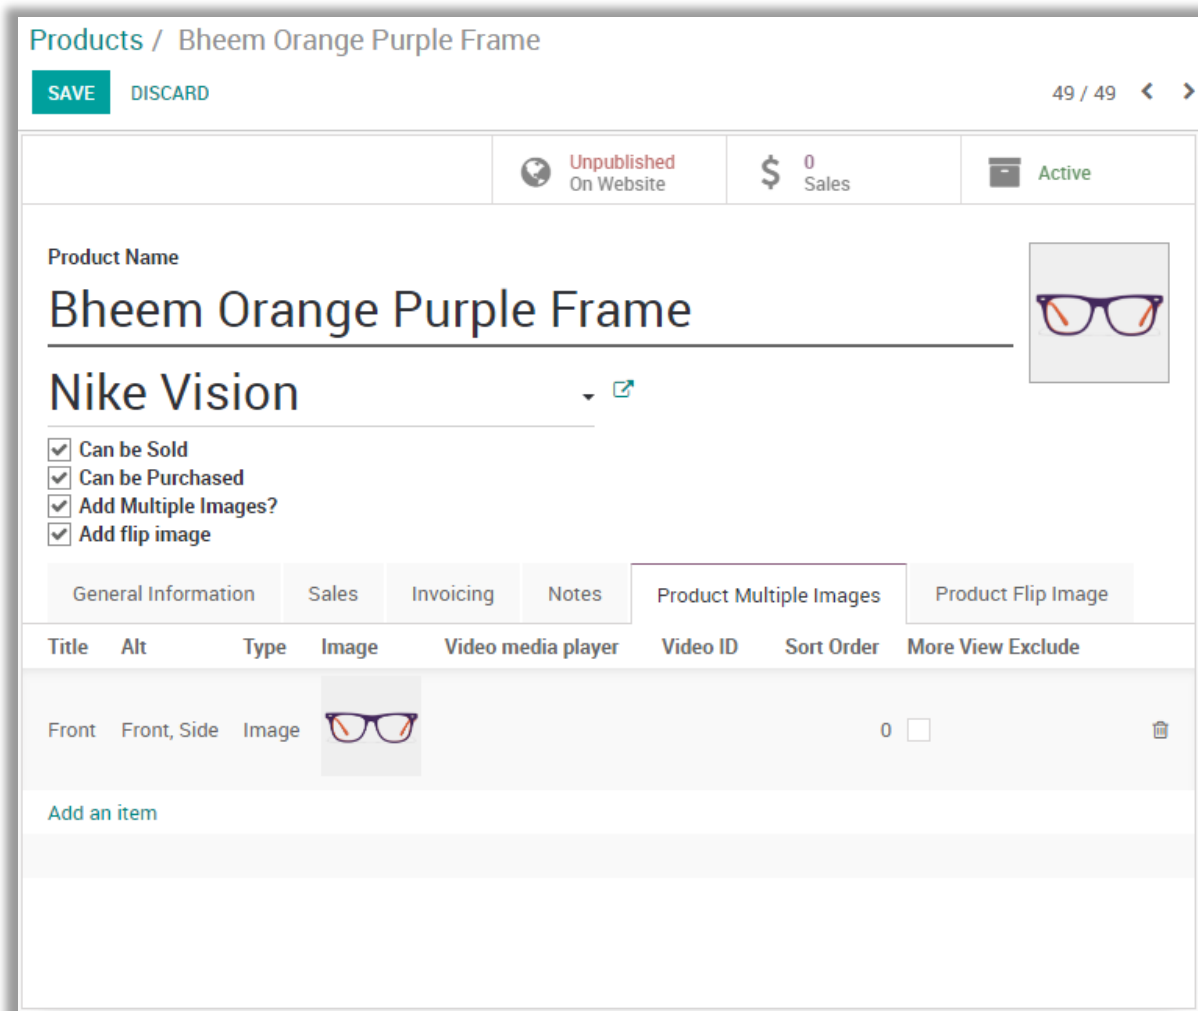 Products / Bheem Orange Purple Frame
SAVE DISCARD 49 / 49
Unpublished
On Website
0
Sales
Active
Product Name
Bheem Orange Purple Frame
Nike Vision
Can be Sold
Can be Purchased
Add Multiple Images?
Add flip image
General Information Sales Invoicing Notes Product Multiple Images Product Flip Image
Title Alt Type Image Video media player Video ID Sort Order More View Exclude
Front Front, Side Image 0
Add an item